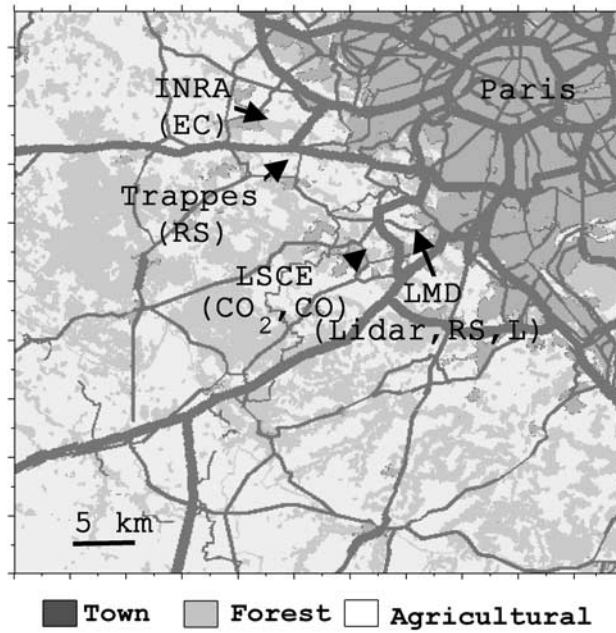 Paris
INRA
(EC)
Trappes
(RS)
LSCE
(CO₂,CO)
LMD
(Lidar,RS,L)
5 km
Town Forest Agricultural